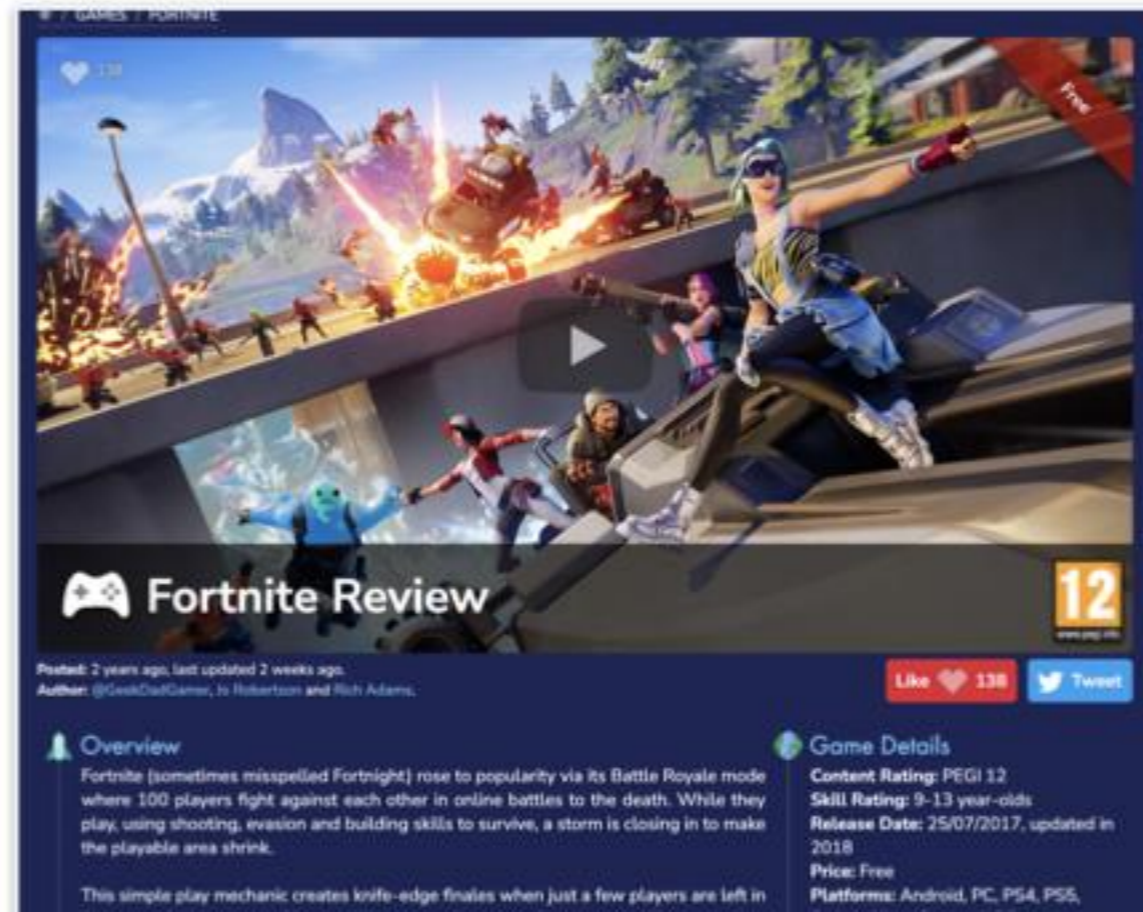 / GAMES / FORTNITE
138
Free
Fortnite Review
12
www.pegi.info
Posted: 2 years ago, last updated 2 weeks ago.
Author: @GeekDadGamer, Jo Robertson and Rich Adams.
Like 138
Tweet
Overview
Fortnite (sometimes misspelled Fortnight) rose to popularity via its Battle Royale mode
where 100 players fight against each other in online battles to the death. While they
play, using shooting, evasion and building skills to survive, a storm is closing in to make
the playable area shrink.
This simple play mechanic creates knife-edge finales when just a few players are left in
Game Details
Content Rating: PEGI 12
Skill Rating: 9-13 year-olds
Release Date: 25/07/2017, updated in
2018
Price: Free
Platforms: Android, PC, PS4, PS5,